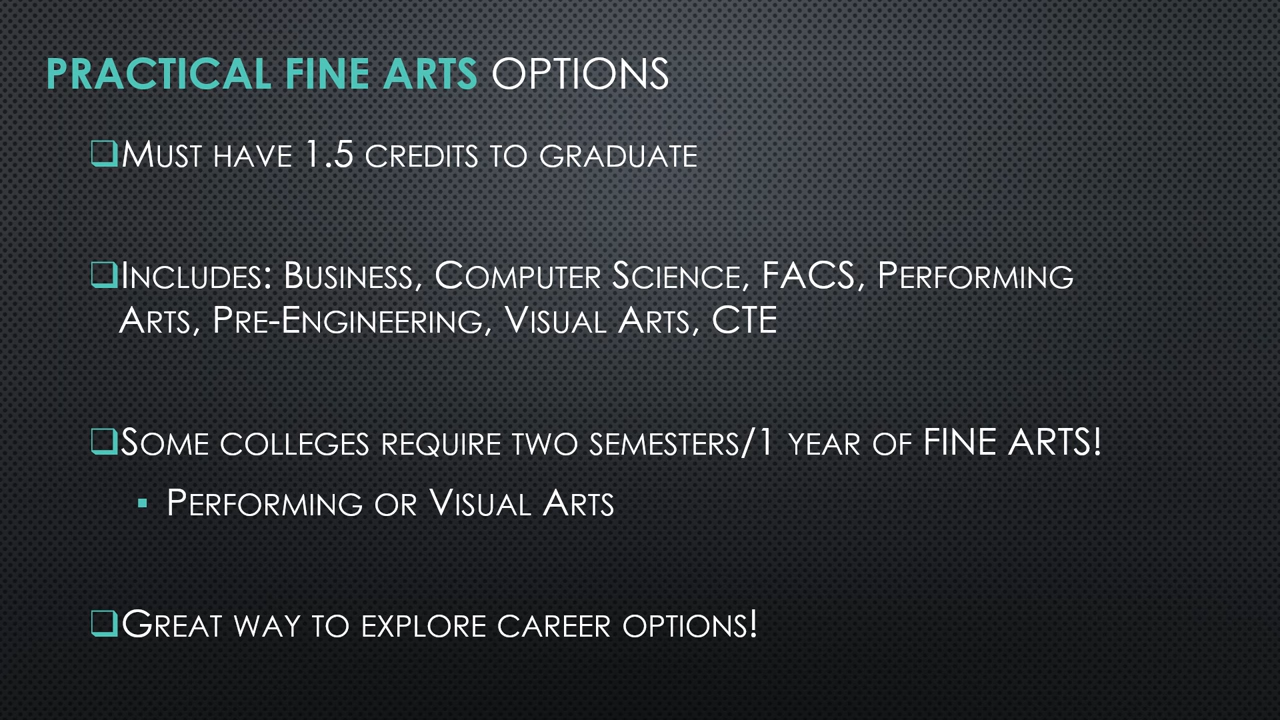 PRACTICAL FINE ARTS OPTIONS
❑Must have 1.5 credits to graduate
❑Includes: Business, Computer Science, FACS, Performing
Arts, Pre-Engineering, Visual Arts, CTE
❑Some colleges require two semesters/1 year of FINE ARTS!
▪ Performing or Visual Arts
❑Great way to explore career options!